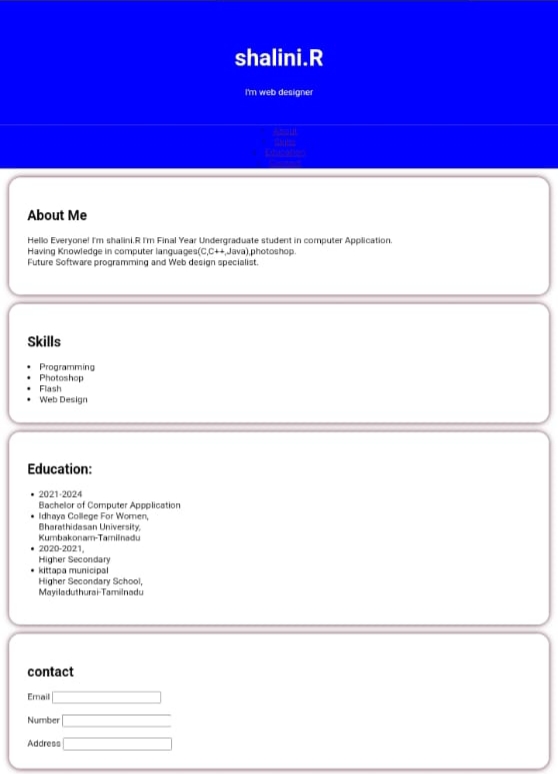 shalini.R
I'm web designer
About
Skills
Education
Contact
About Me
Hello Everyone! I'm shalini.R I'm Final Year Undergraduate student in computer Application.
Having Knowledge in computer languages(C,C++,Java),photoshop.
Future Software programming and Web design specialist.
Skills
Programming
Photoshop
Flash
Web Design
Education:
2021-2024
Bachelor of Computer Appplication
Idhaya College For Women,
Bharathidasan University,
Kumbakonam-Tamilnadu
2020-2021,
Higher Secondary
kittapa municipal
Higher Secondary School,
Mayiladuthurai-Tamilnadu
contact
Email
Number
Address